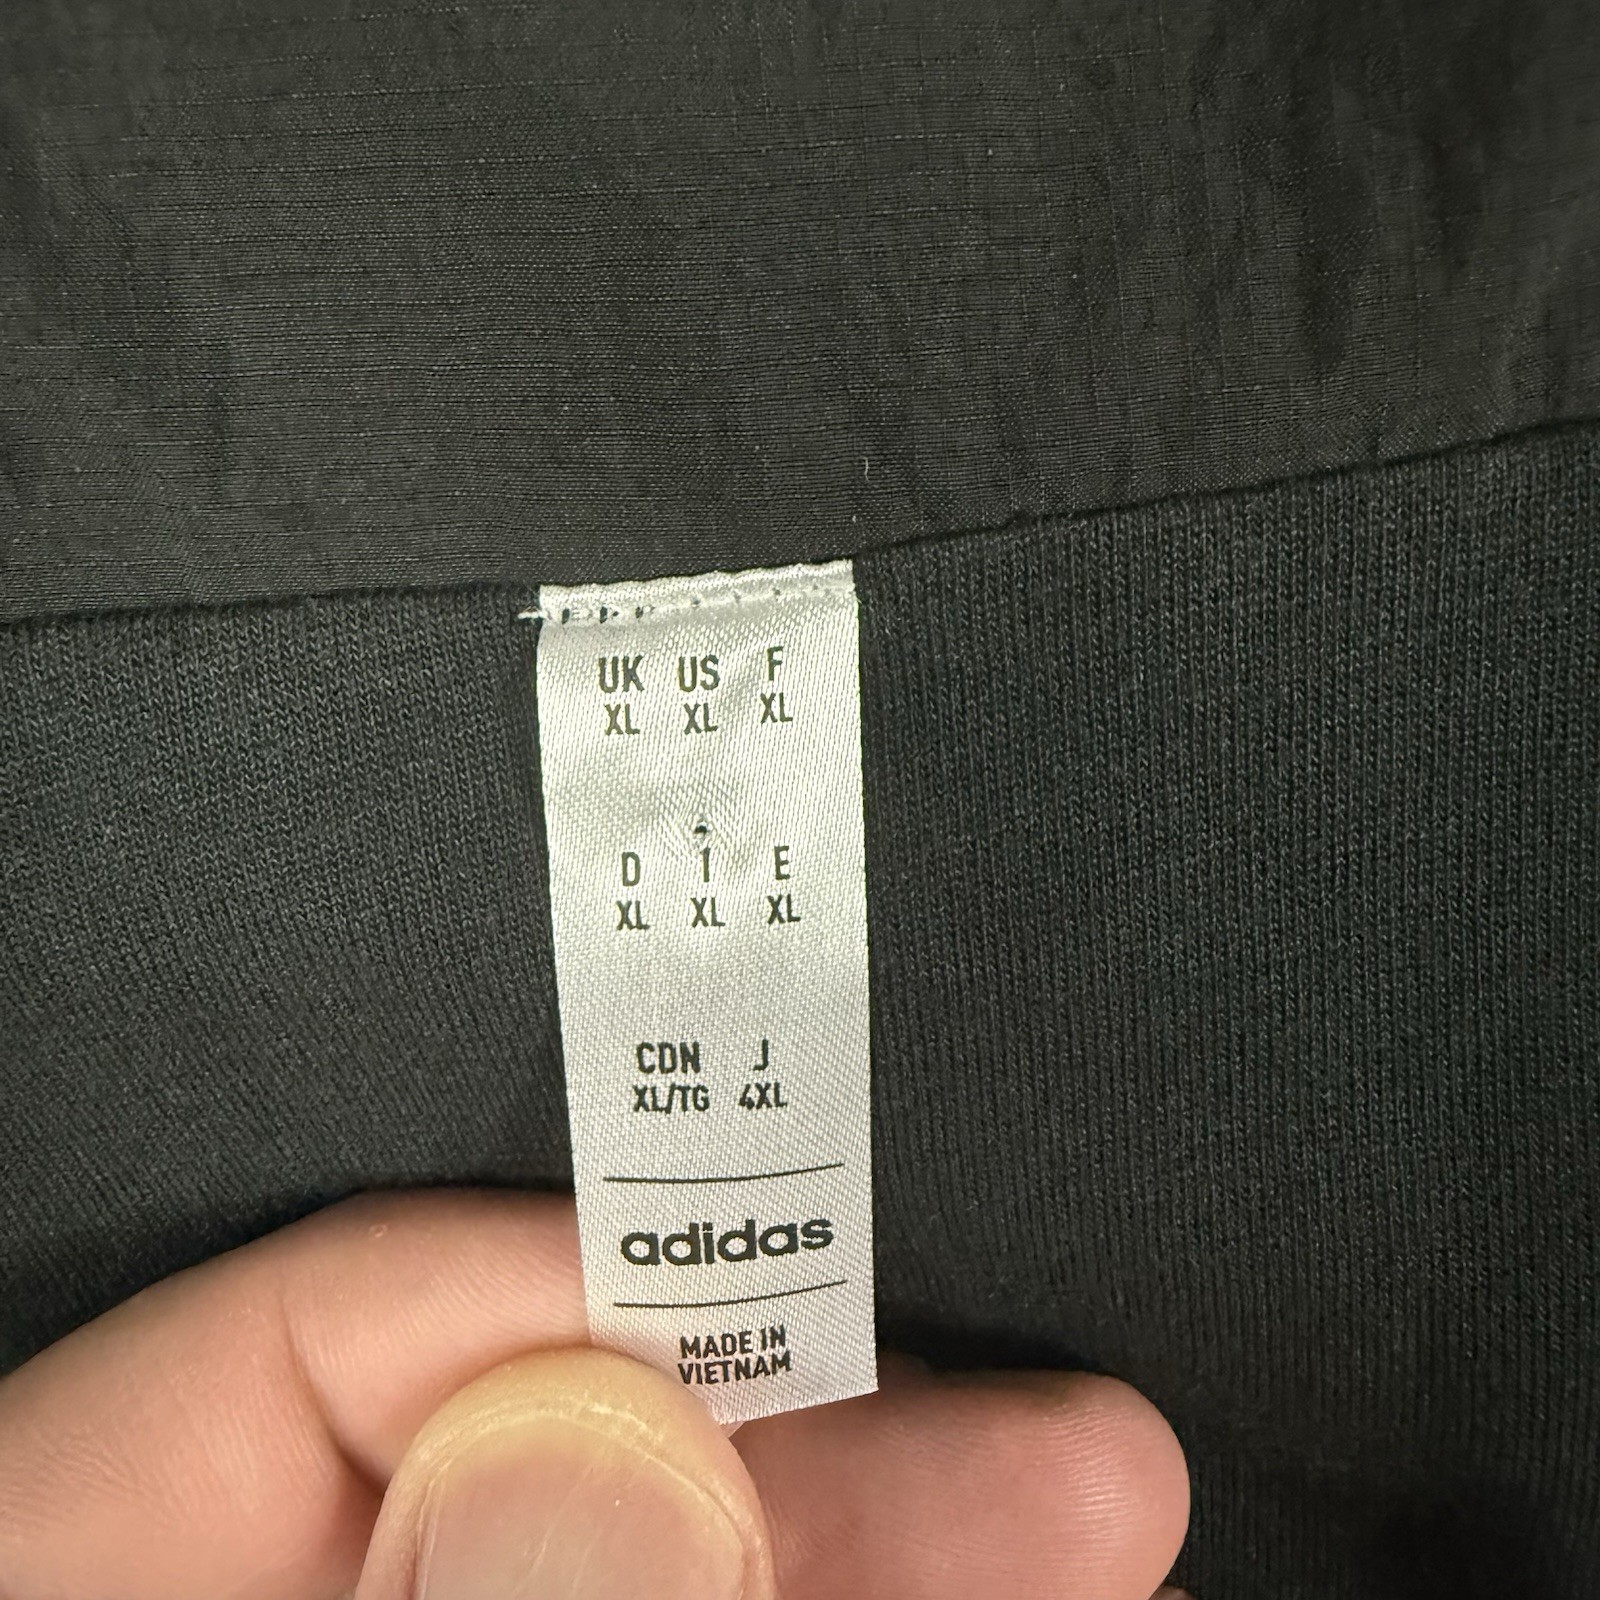 UK US F
XL XL XL
D I E
XL XL XL
CDN J
XL/TG 4XL
adidas
MADE IN
VIETNAM